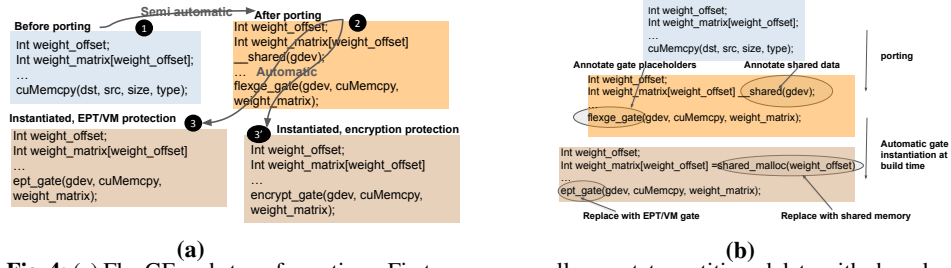 Semi automatic
Before porting
1
Int weight_offset;
Int weight_matrix[weight_offset];
…
cuMemcpy(dst, src, size, type);
After porting
2
Int weight_offset;
Int weight_matrix[weight_offset]
__shared(gdev);
… Automatic
flexge_gate(gdev, cuMemcpy,
weight_matrix);
Instantiated, EPT/VM protection
3
Int weight_offset;
Int weight_matrix[weight_offset]
…
ept_gate(gdev, cuMemcpy,
weight_matrix);
3'
Instantiated, encryption protection
Int weight_offset;
Int weight_matrix[weight_offset]
…
encrypt_gate(gdev, cuMemcpy,
weight_matrix);
(a)
Int weight_offset;
Int weight_matrix[weight_offset];
…
cuMemcpy(dst, src, size, type);
porting
Annotate gate placeholders
Annotate shared data
Int weight_offset;
Int weight_matrix[weight_offset] __shared(gdev);
…
flexge_gate(gdev, cuMemcpy, weight_matrix);
Automatic gate
instantiation at
build time
Int weight_offset;
Int weight_matrix[weight_offset] =shared_malloc(weight_offset)
…
ept_gate(gdev, cuMemcpy, weight_matrix);
Replace with EPT/VM gate
Replace with shared memory
(b)